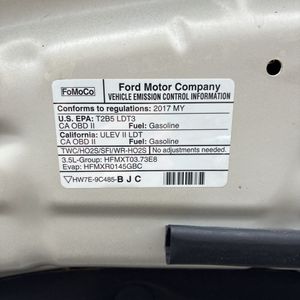 FoMoCo
Ford Motor Company
VEHICLE EMISSION CONTROL INFORMATION
Conforms to regulations: 2017 MY
U.S. EPA: T2B5 LDT3
CA OBD II Fuel: Gasoline
California: ULEV II LDT
CA OBD II Fuel: Gasoline
TWC/HO2S/SFI/WR-HO2S No adjustments needed.
3.5L-Group: HFMXT03.73E8
Evap: HFMXR0145GBC
HW7E-9C485-BJC